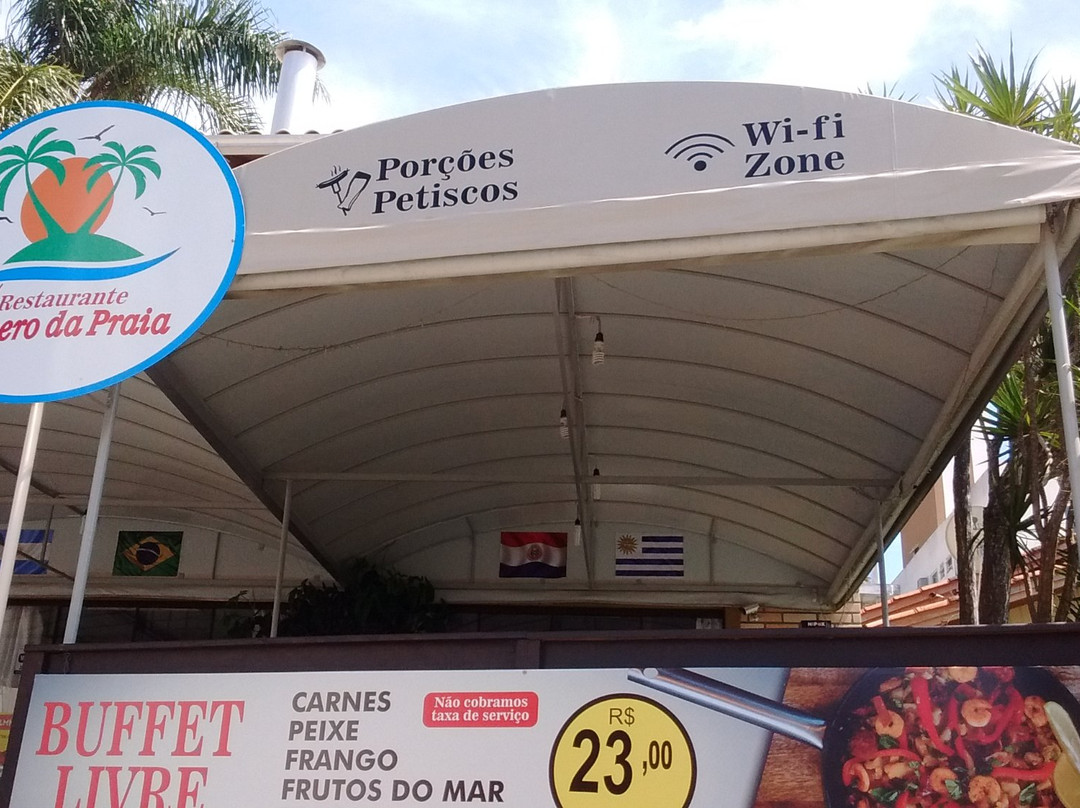 Porções
Petiscos
Wi-fi
Zone
Restaurante
ero da Praia
BUFFET
LIVRE
CARNES
PEIXE
FRANGO
FRUTOS DO MAR
Não cobramos
taxa de serviço
R$
23,00